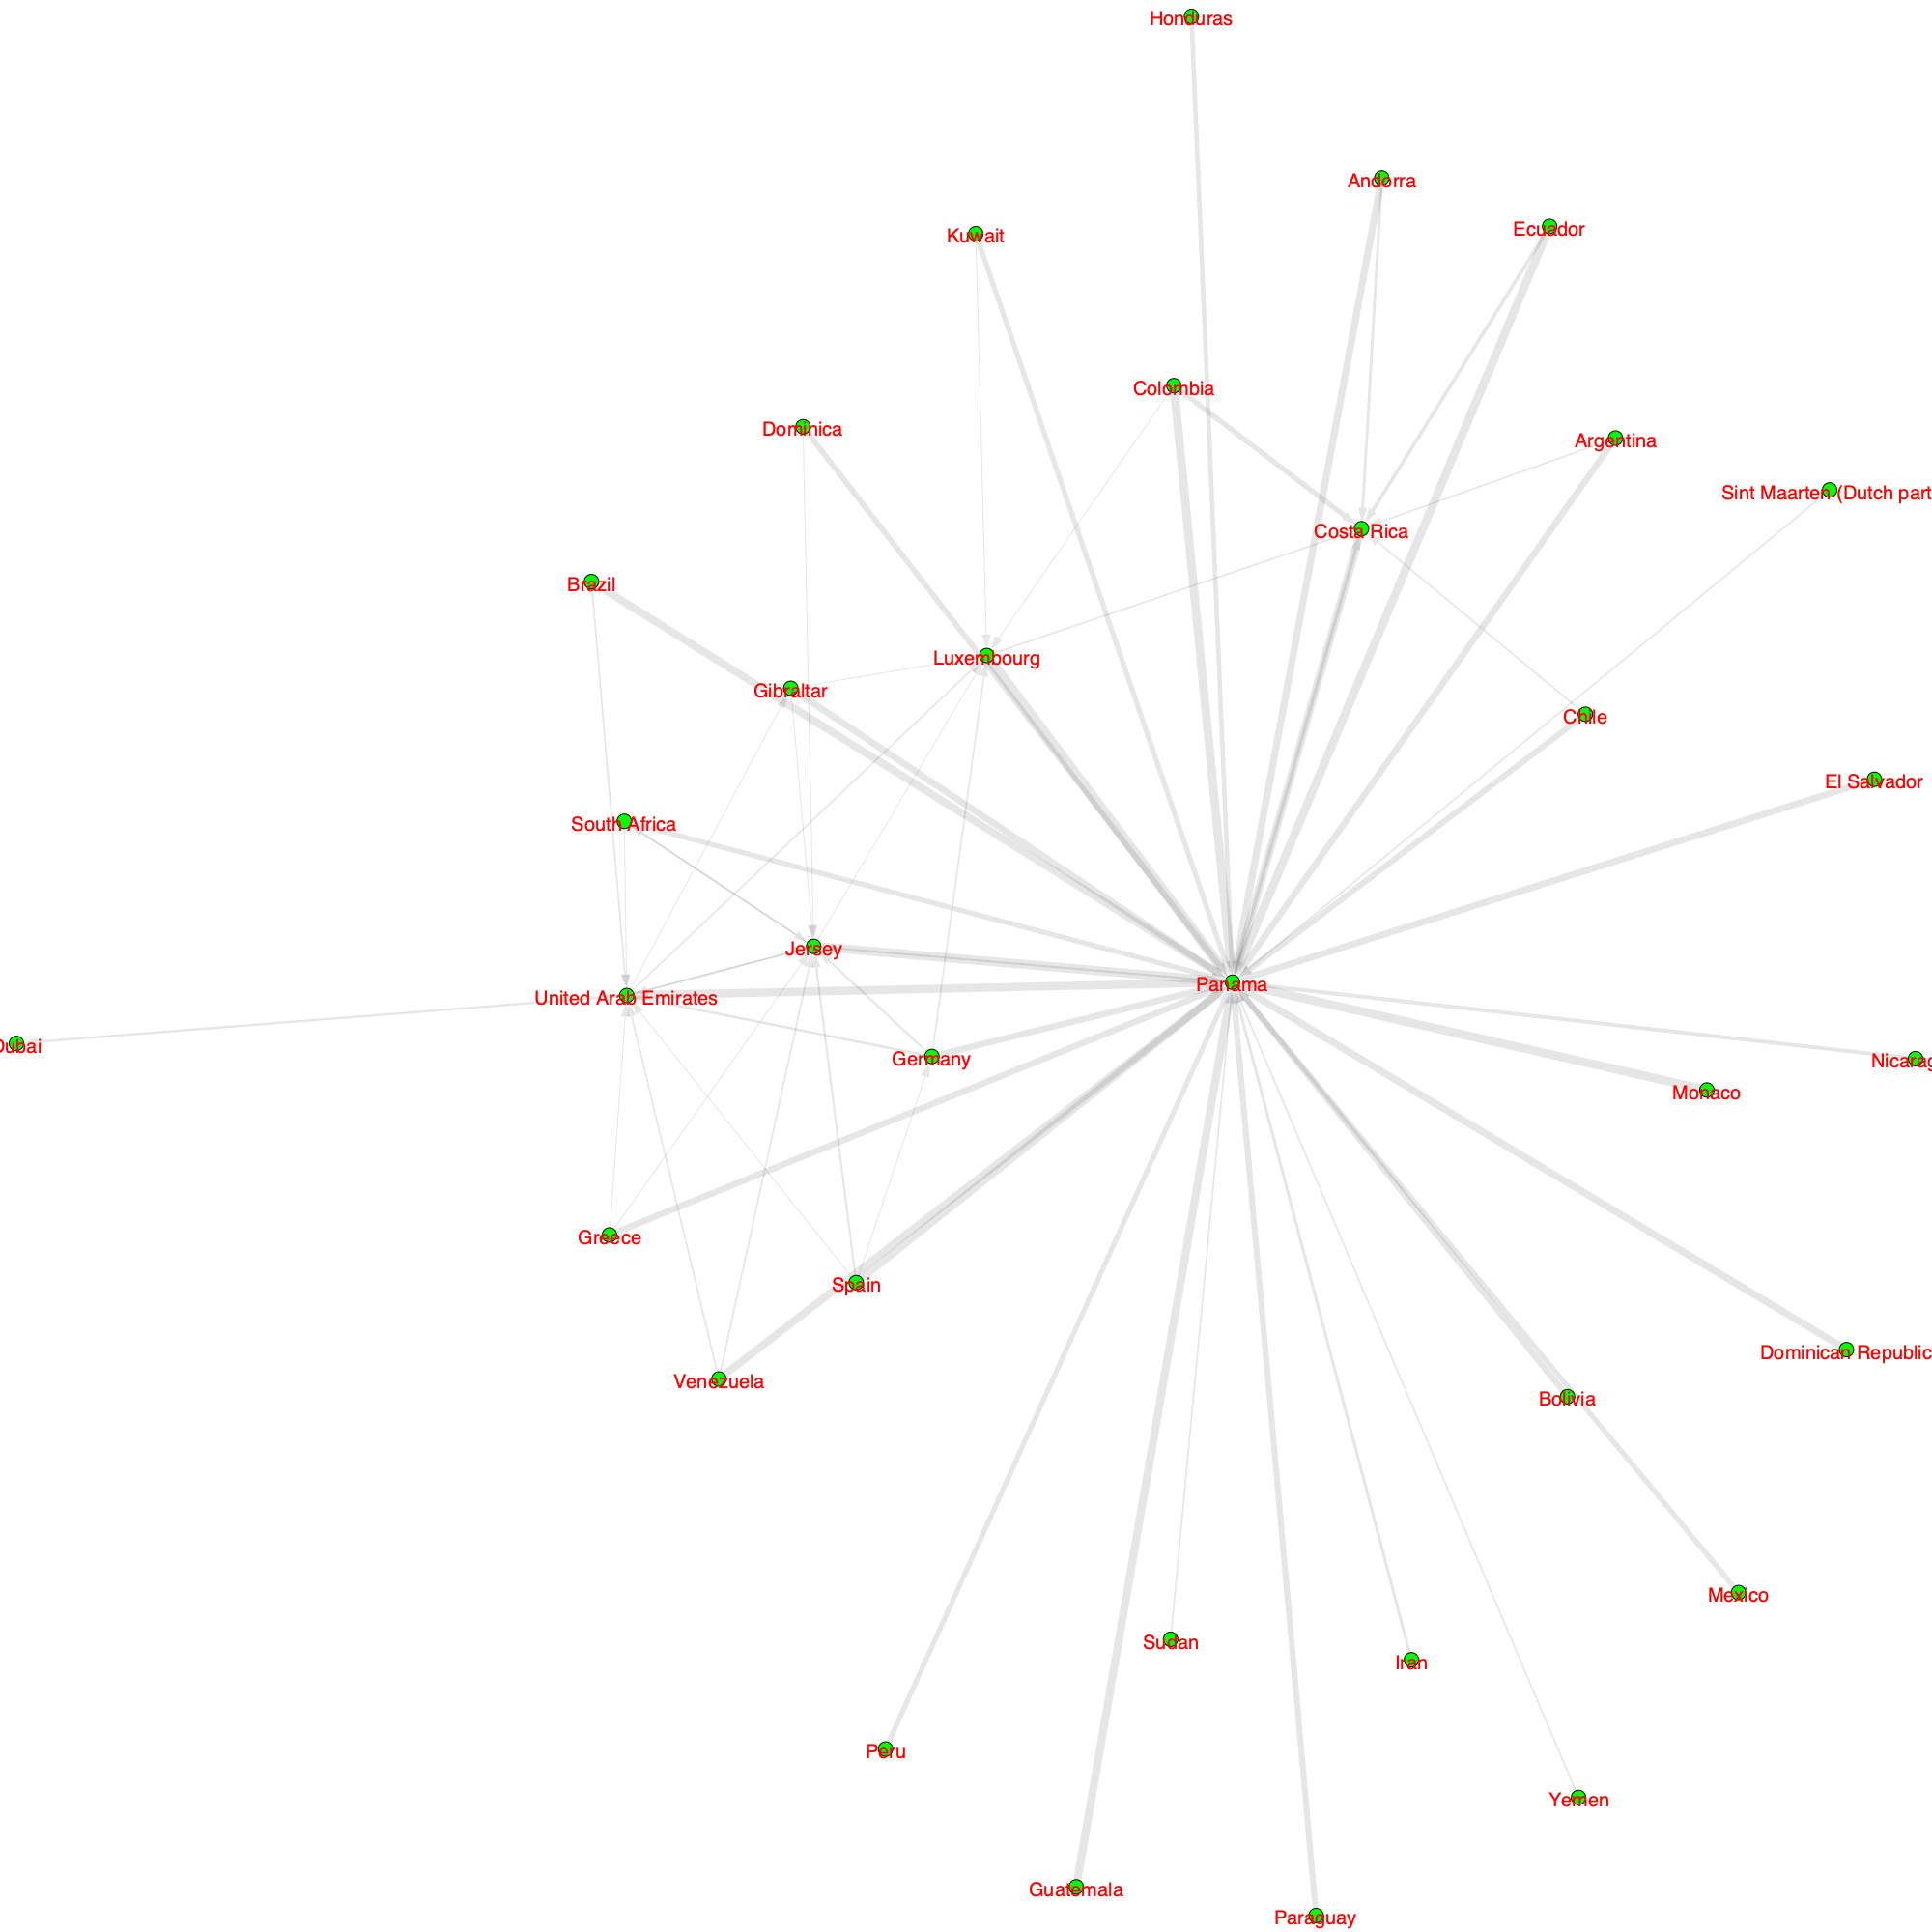 Honduras
Andorra
Ecuador
Kuwait
Colombia
Dominica
Argentina
Sint Maarten (Dutch part
Costa Rica
Brazil
Luxembourg
Gibraltar
Chile
El Salvador
South Africa
Jersey
Panama
United Arab Emirates
Dubai
Germany
Nicarag
Monaco
Greece
Spain
Dominican Republic
Venezuela
Bolivia
Mexico
Sudan
Iran
Peru
Yemen
Guatemala
Paraguay